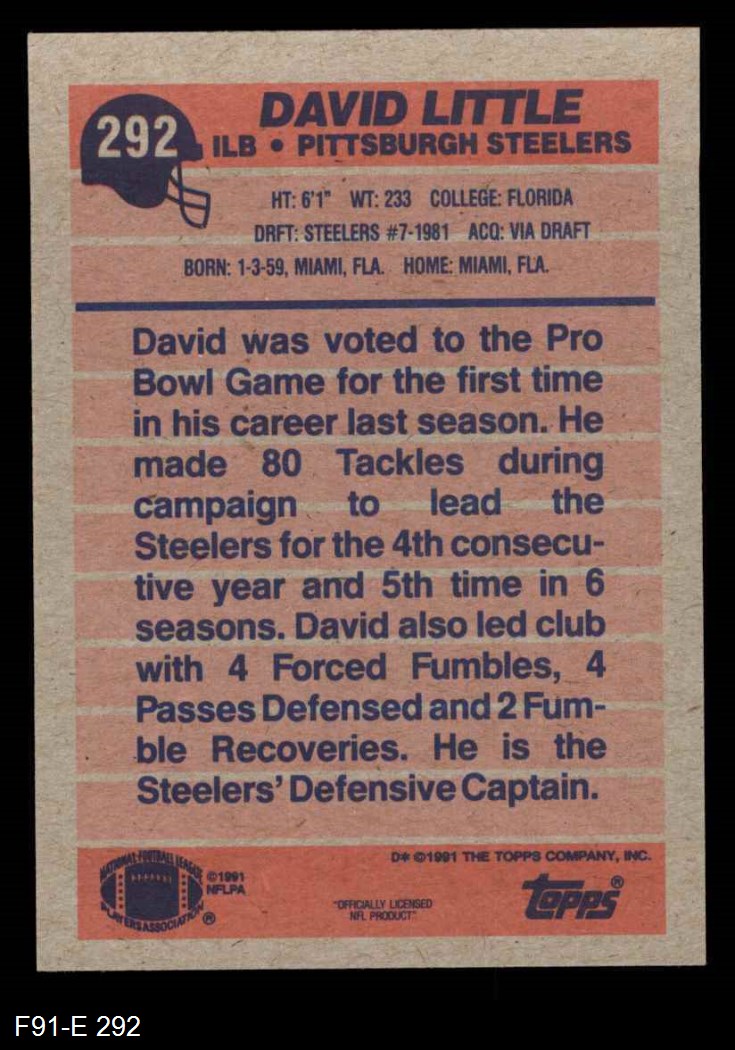 292
DAVID LITTLE
ILB • PITTSBURGH STEELERS
HT: 6'1" WT: 233 COLLEGE: FLORIDA
DRFT: STEELERS #7-1981 ACQ: VIA DRAFT
BORN: 1-3-59, MIAMI, FLA. HOME: MIAMI, FLA.
David was voted to the Pro
Bowl Game for the first time
in his career last season. He
made 80 Tackles during
campaign to lead the
Steelers for the 4th consecu-
tive year and 5th time in 6
seasons. David also led club
with 4 Forced Fumbles, 4
Passes Defensed and 2 Fum-
ble Recoveries. He is the
Steelers' Defensive Captain.
NATIONAL FOOTBALL LEAGUE
PLAYERS ASSOCIATION ®
©1991
NFLPA
"OFFICIALLY LICENSED
NFL PRODUCT"
D* ©1991 THE TOPPS COMPANY, INC.
topps®
F91-E 292